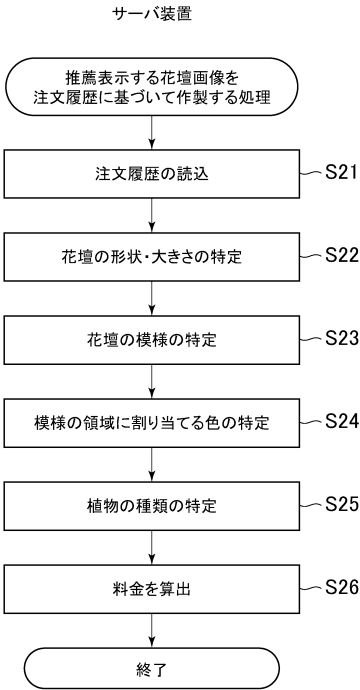 サーバ装置
推薦表示する花壇画像を
注文履歴に基づいて作製する処理
注文履歴の読込
S21
花壇の形状・大きさの特定
S22
花壇の模様の特定
S23
模様の領域に割り当てる色の特定
S24
植物の種類の特定
S25
料金を算出
S26
終了